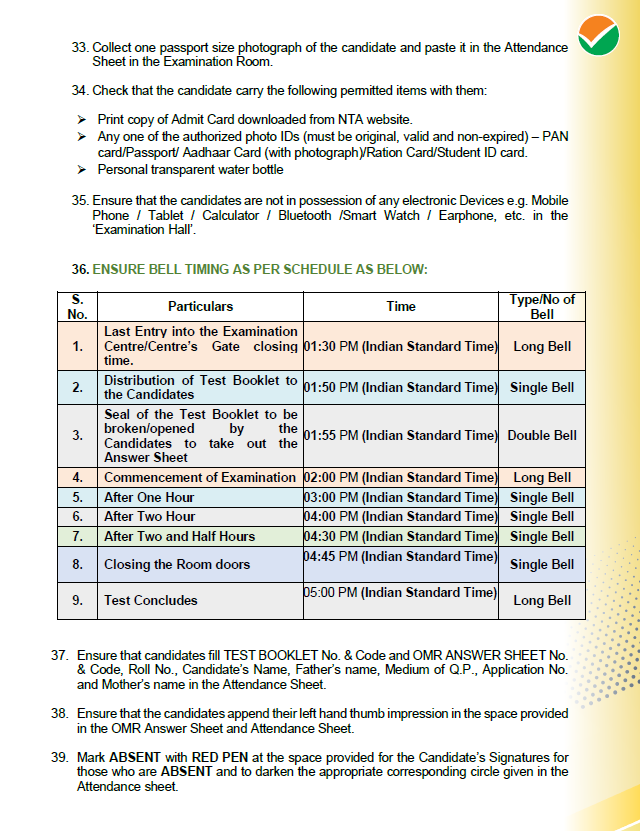 33. Collect one passport size photograph of the candidate and paste it in the Attendance
Sheet in the Examination Room.
34. Check that the candidate carry the following permitted items with them:
➢ Print copy of Admit Card downloaded from NTA website.
➢ Any one of the authorized photo IDs (must be original, valid and non-expired) – PAN
card/Passport/ Aadhaar Card (with photograph)/Ration Card/Student ID card.
➢ Personal transparent water bottle
35. Ensure that the candidates are not in possession of any electronic Devices e.g. Mobile
Phone / Tablet / Calculator / Bluetooth /Smart Watch / Earphone, etc. in the
‘Examination Hall’.
36. ENSURE BELL TIMING AS PER SCHEDULE AS BELOW:
S. No. Particulars Time Type/No of Bell
1. Last Entry into the Examination Centre/Centre’s Gate closing time. 01:30 PM (Indian Standard Time) Long Bell
2. Distribution of Test Booklet to the Candidates 01:50 PM (Indian Standard Time) Single Bell
3. Seal of the Test Booklet to be broken/opened by the Candidates to take out the Answer Sheet 01:55 PM (Indian Standard Time) Double Bell
4. Commencement of Examination 02:00 PM (Indian Standard Time) Long Bell
5. After One Hour 03:00 PM (Indian Standard Time) Single Bell
6. After Two Hour 04:00 PM (Indian Standard Time) Single Bell
7. After Two and Half Hours 04:30 PM (Indian Standard Time) Single Bell
8. Closing the Room doors 04:45 PM (Indian Standard Time) Single Bell
9. Test Concludes 05:00 PM (Indian Standard Time) Long Bell
37. Ensure that candidates fill TEST BOOKLET No. & Code and OMR ANSWER SHEET No.
& Code, Roll No., Candidate’s Name, Father’s name, Medium of Q.P., Application No.
and Mother’s name in the Attendance Sheet.
38. Ensure that the candidates append their left hand thumb impression in the space provided
in the OMR Answer Sheet and Attendance Sheet.
39. Mark ABSENT with RED PEN at the space provided for the Candidate’s Signatures for
those who are ABSENT and to darken the appropriate corresponding circle given in the
Attendance sheet.